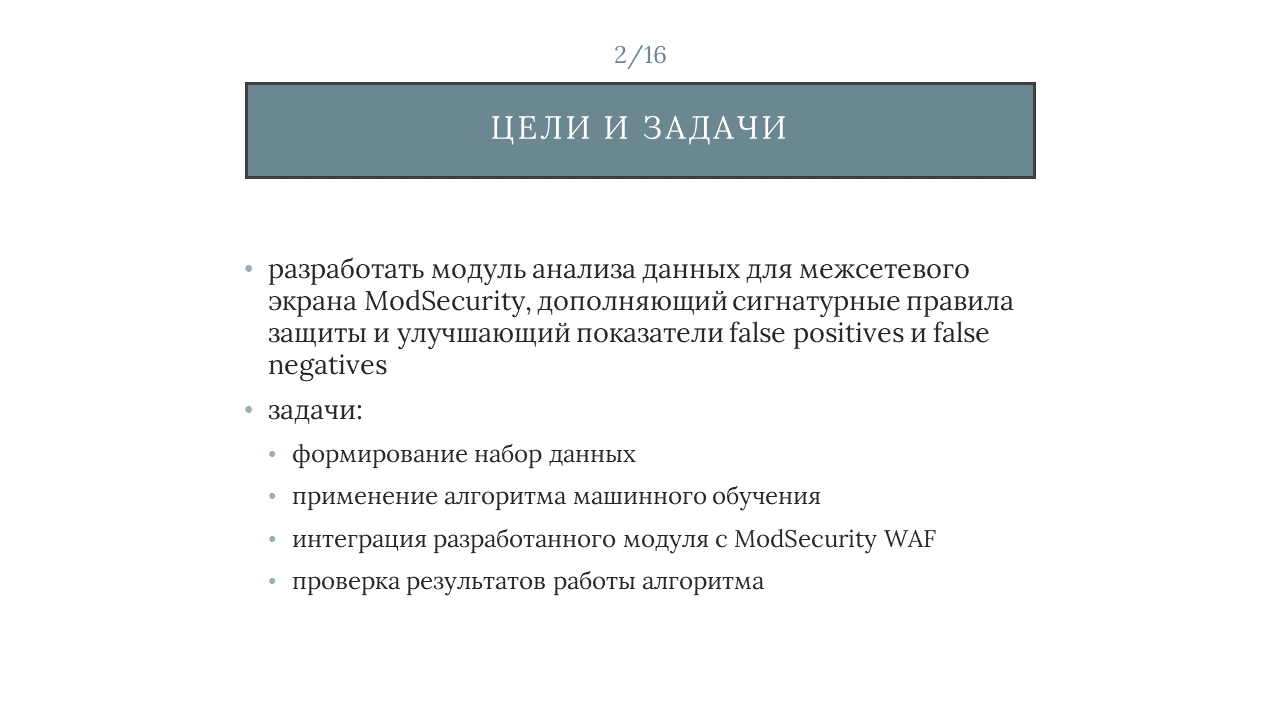 2/16
ЦЕЛИ И ЗАДАЧИ
• разработать модуль анализа данных для межсетевого
экрана ModSecurity, дополняющий сигнатурные правила
защиты и улучшающий показатели false positives и false
negatives
• задачи:
• формирование набор данных
• применение алгоритма машинного обучения
• интеграция разработанного модуля с ModSecurity WAF
• проверка результатов работы алгоритма